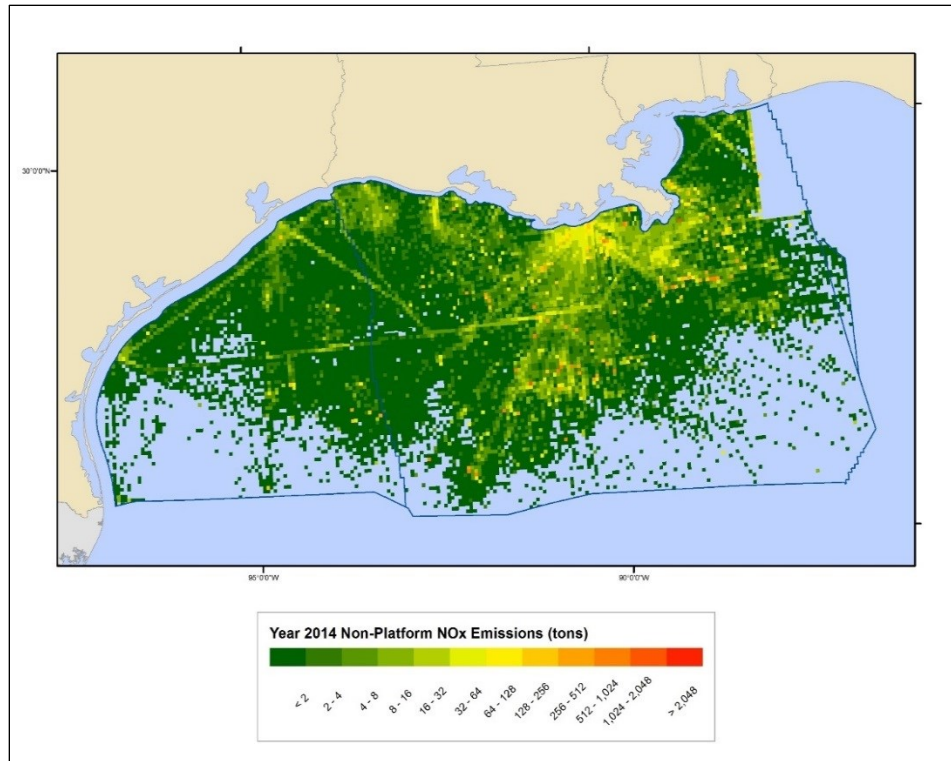 30°0'0"N
95°0'0"W
90°0'0"W
Year 2014 Non-Platform NOx Emissions (tons)
< 2
2 - 4
4 - 8
8 - 16
16 - 32
32 - 64
64 - 128
128 - 256
256 - 512
512 - 1,024
1,024 - 2,048
> 2,048